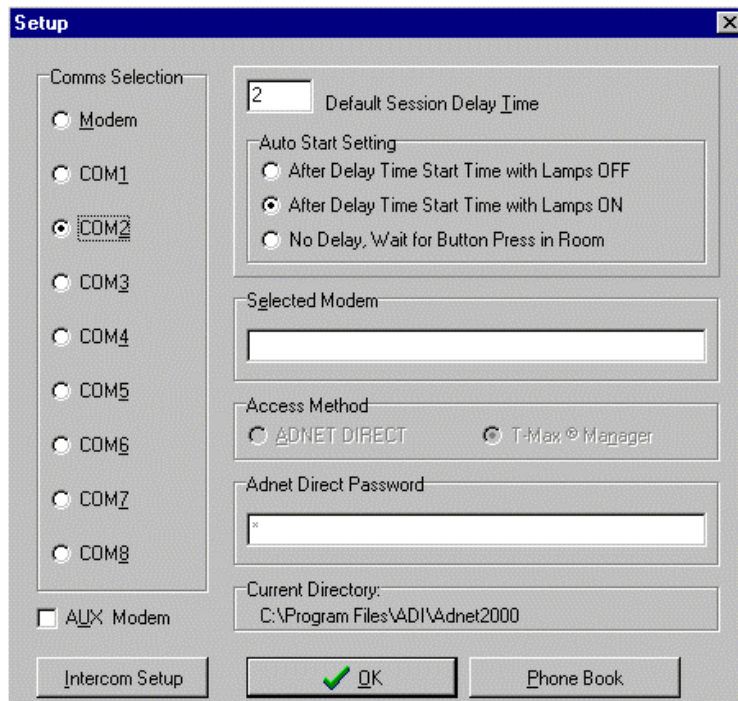 Setup
Comms Selection
Modem
COM1
COM2
COM3
COM4
COM5
COM6
COM7
COM8
AUX Modem
2 Default Session Delay Time
Auto Start Setting
After Delay Time Start Time with Lamps OFF
After Delay Time Start Time with Lamps ON
No Delay, Wait for Button Press in Room
Selected Modem
Access Method
ADNET DIRECT T-Max ® Manager
Adnet Direct Password
*
Current Directory:
C:\Program Files\ADI\Adnet2000
Intercom Setup OK Phone Book